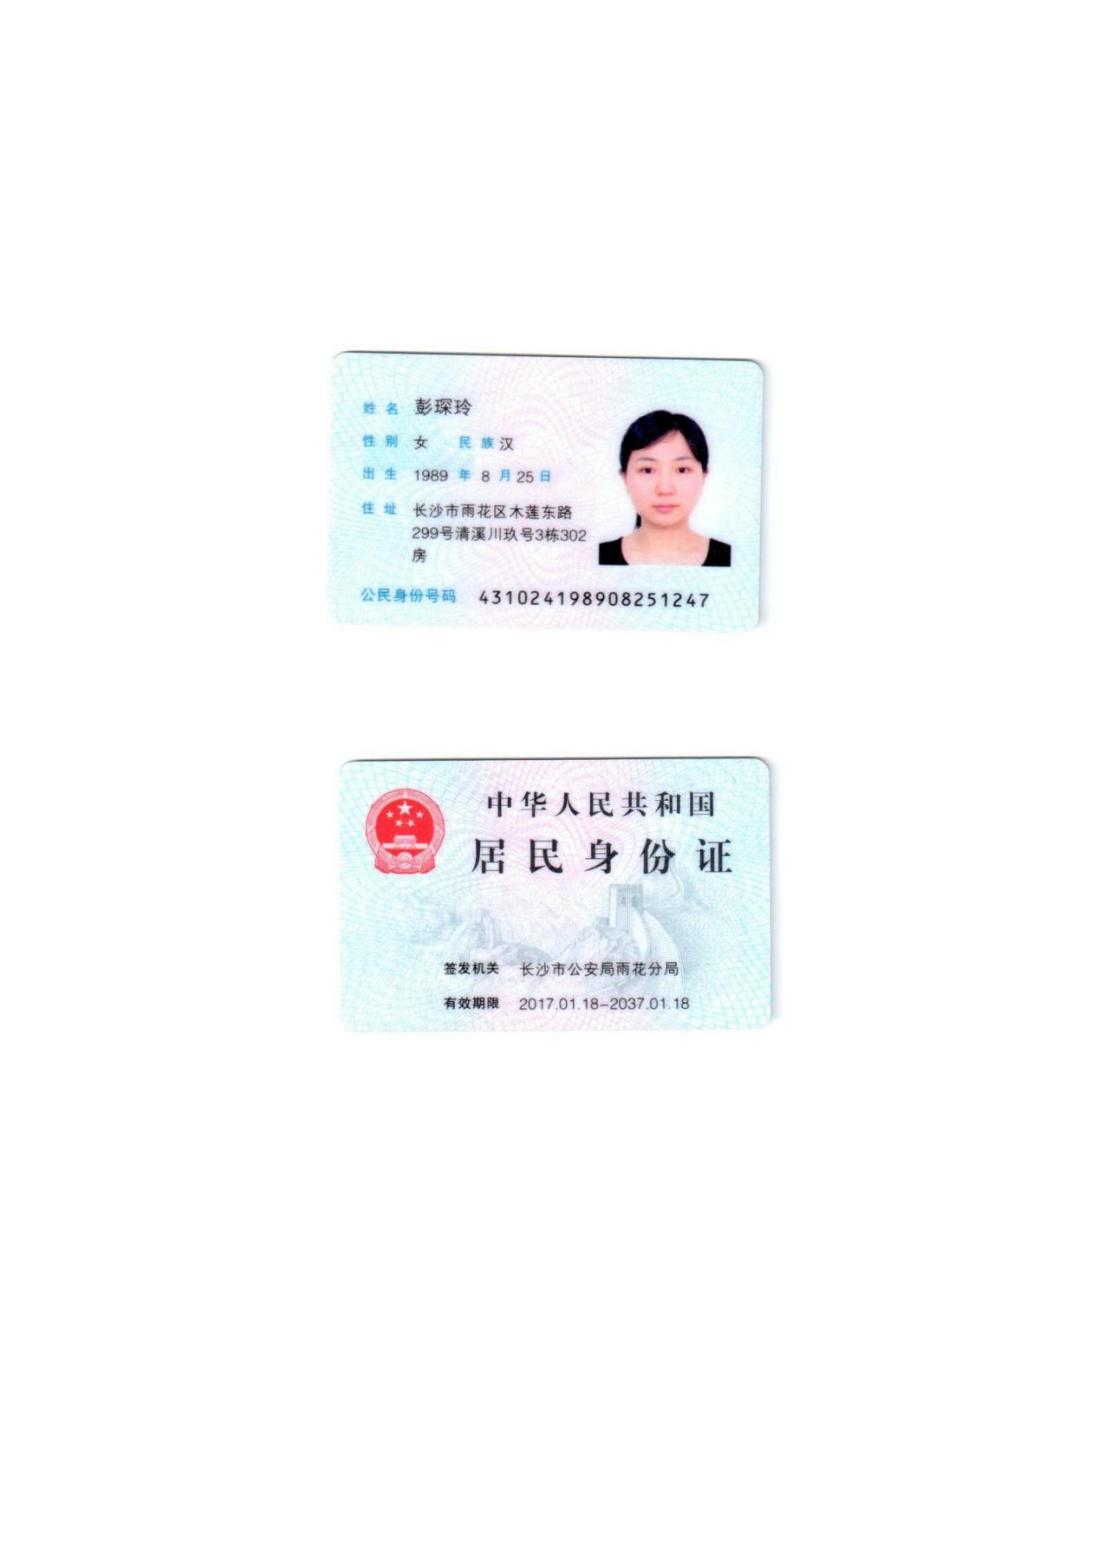 姓名 彭琛玲
性别 女 民族 汉
出生 1989 年 8 月 25 日
住址 长沙市雨花区木莲东路
299号清溪川玖号3栋302
房
公民身份号码 431024198908251247
中华人民共和国
居民身份证
签发机关 长沙市公安局雨花分局
有效期限 2017.01.18-2037.01.18